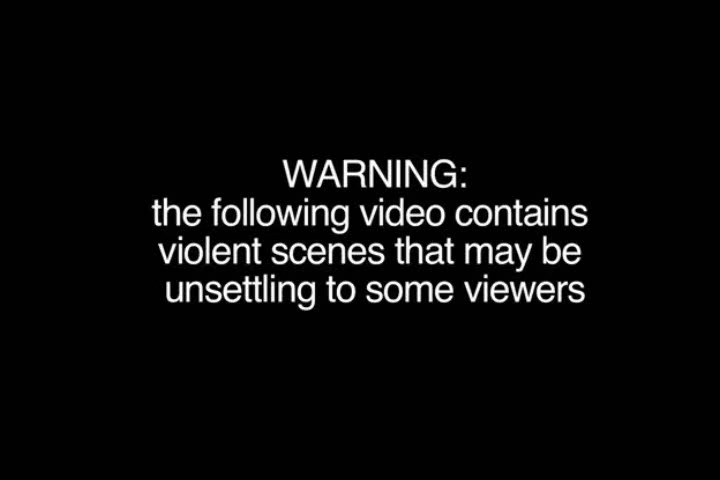 WARNING:
the following video contains
violent scenes that may be
unsettling to some viewers